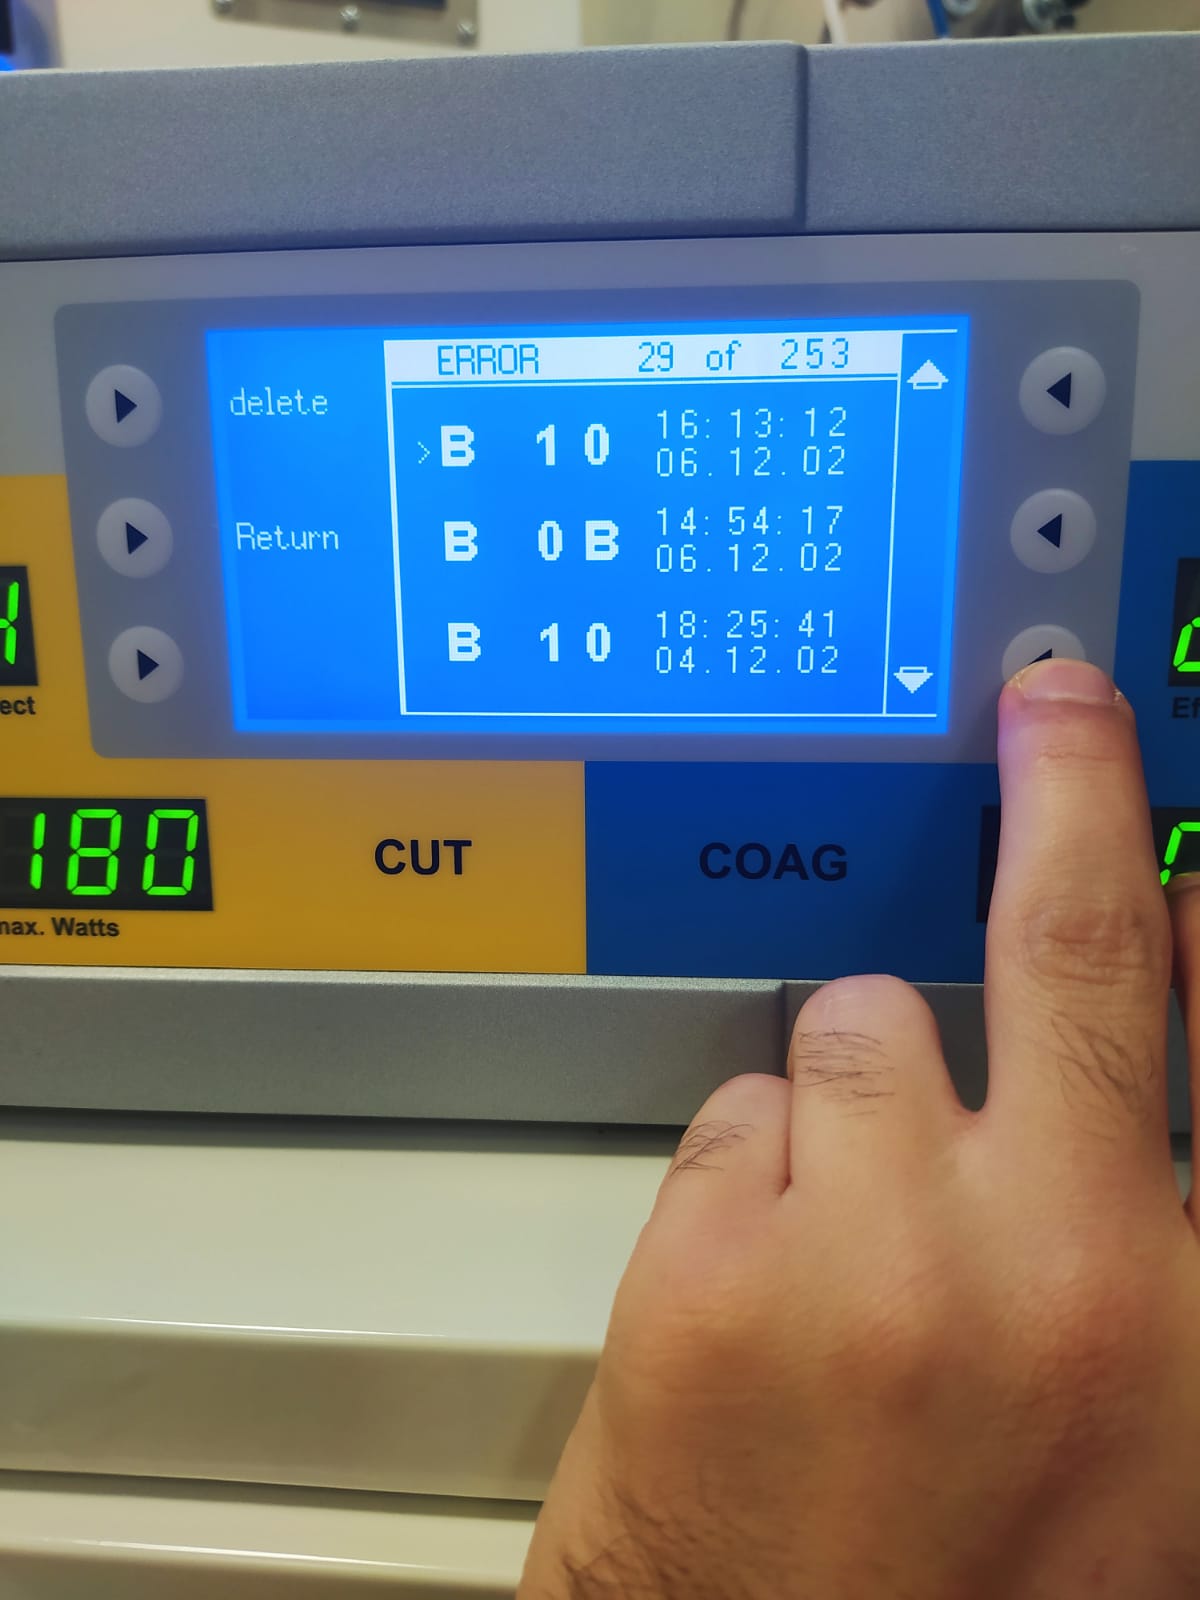 ERROR 29 of 253
delete
>B 10 16:13:12
06.12.02
Return
B 0B 14:54:17
06.12.02
B 10 18:25:41
04.12.02
180
CUT
COAG
max. Watts